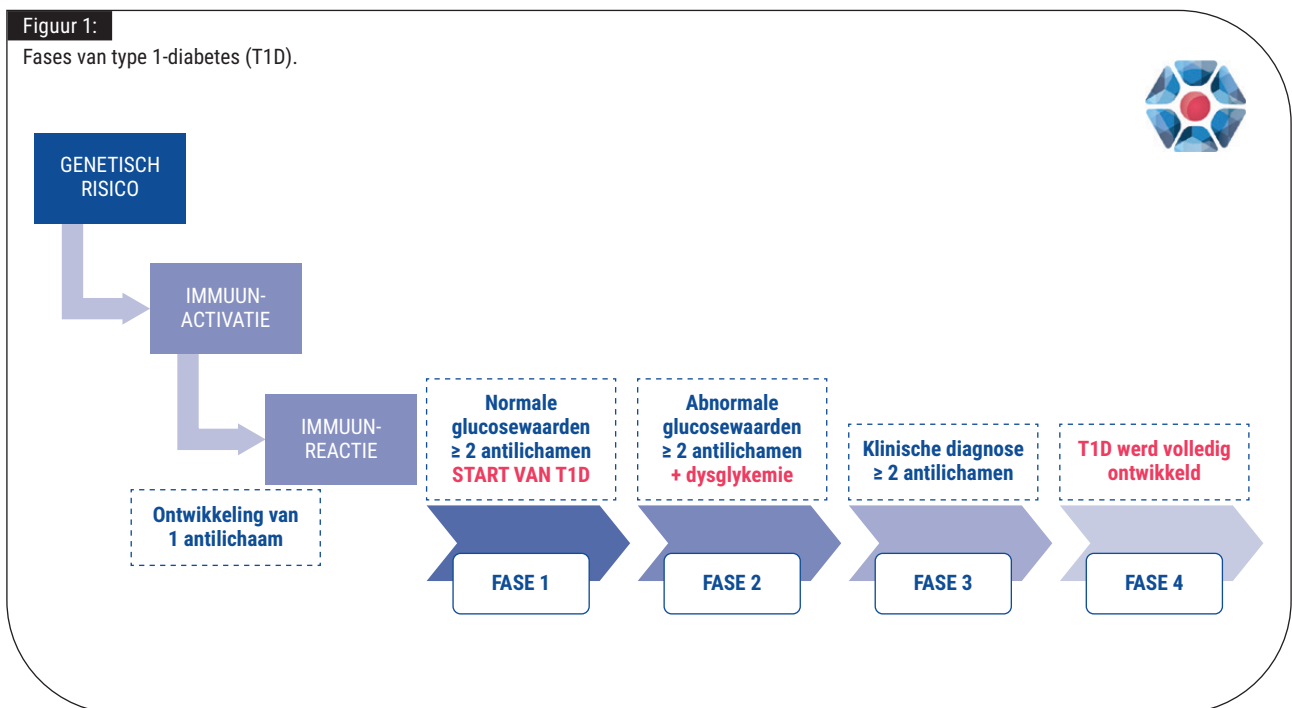 Figuur 1:
Fases van type 1-diabetes (T1D).
GENETISCH
RISICO
IMMUUN-
ACTIVATIE
IMMUUN-
REACTIE
Ontwikkeling van
1 antilichaam
Normale
glucosewaarden
≥ 2 antilichamen
START VAN T1D
FASE 1
Abnormale
glucosewaarden
≥ 2 antilichamen
+ dysglykemie
FASE 2
Klinische diagnose
≥ 2 antilichamen
FASE 3
T1D werd volledig
ontwikkeld
FASE 4